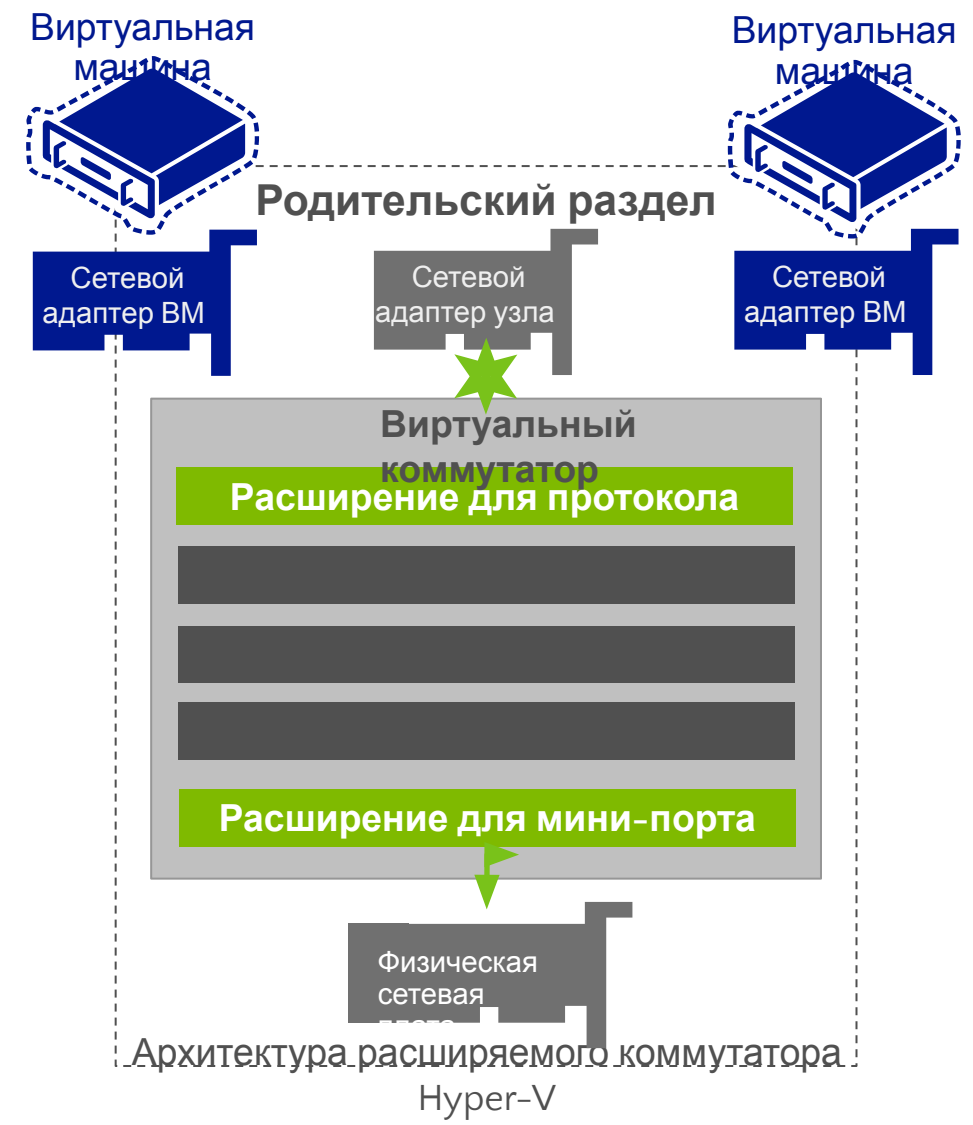 Виртуальная
машина
Виртуальная
машина
Родительский раздел
Сетевой
адаптер ВМ
Сетевой
адаптер узла
Сетевой
адаптер ВМ
Виртуальный
коммутатор
Расширение для протокола
Расширение для мини-порта
Физическая
сетевая
плата
Архитектура расширяемого коммутатора
Hyper-V